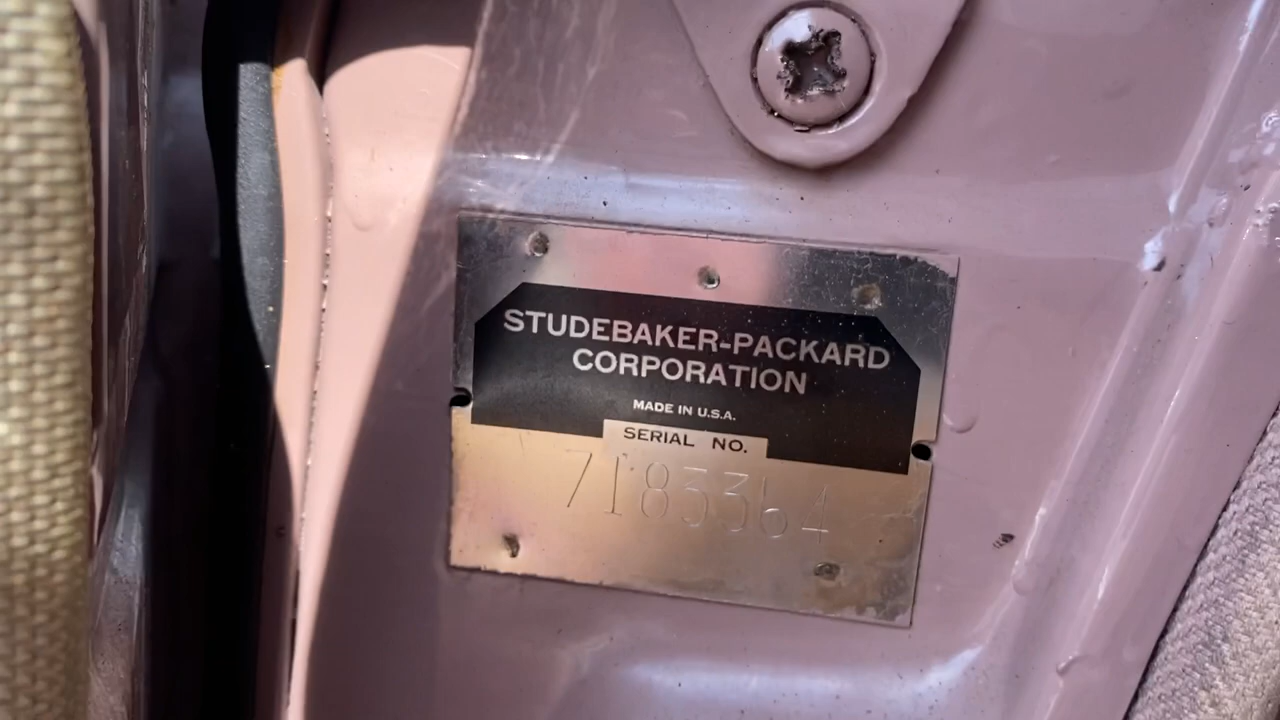 STUDEBAKER-PACKARD
CORPORATION
MADE IN U.S.A.
SERIAL NO.
7183364